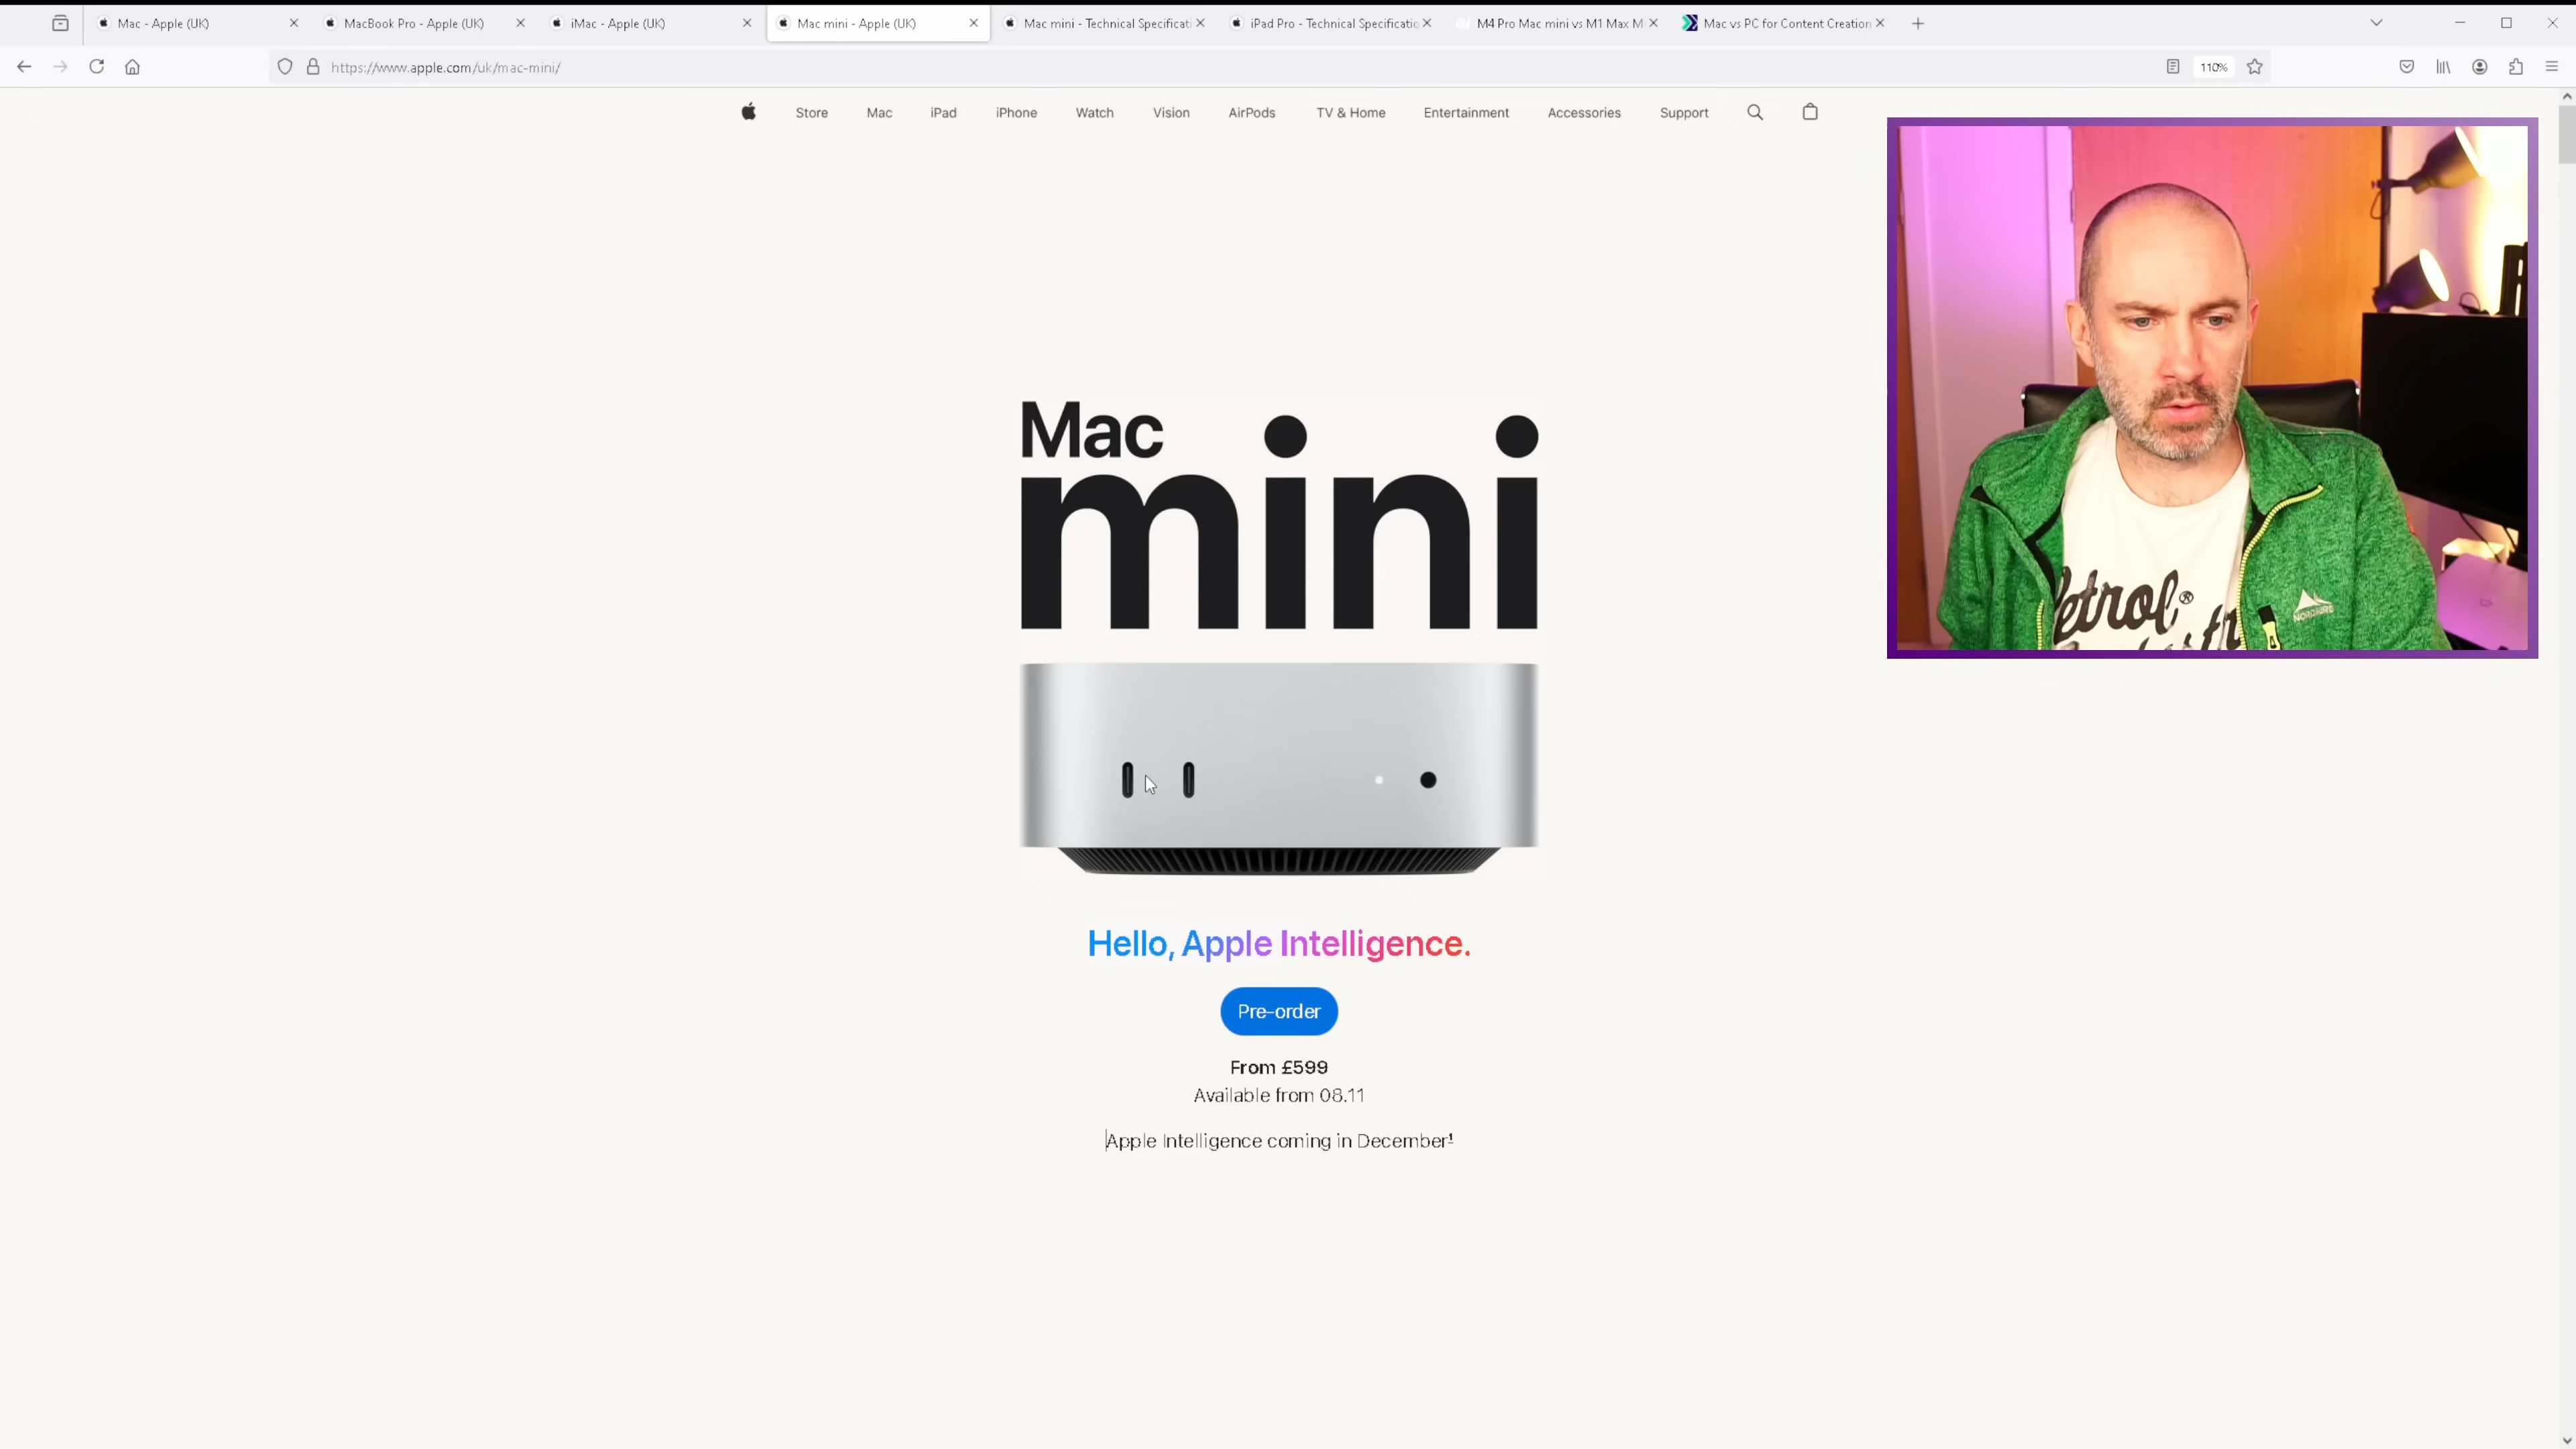 Mac - Apple (UK)
MacBook Pro - Apple (UK)
iMac - Apple (UK)
Mac mini - Apple (UK)
Mac mini - Technical Specificati
iPad Pro - Technical Specificatio
M4 Pro Mac mini vs M1 Max M
Mac vs PC for Content Creation
https://www.apple.com/uk/mac-mini/
110%
Store
Mac
iPad
iPhone
Watch
Vision
AirPods
TV & Home
Entertainment
Accessories
Support
Mac
mini
etrol®
Hello, Apple Intelligence.
Pre-order
From £599
Available from 08.11
Apple Intelligence coming in December¹